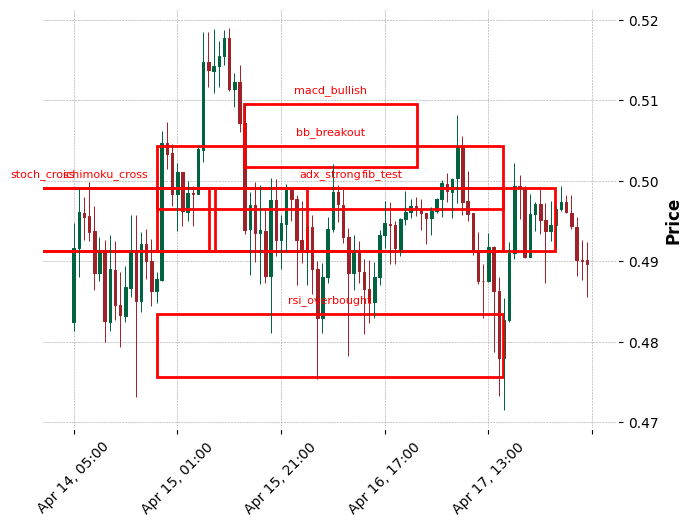 0.52
macd_bullish
0.51
bb_breakout
stoch_cross
ichimoku_cross
adx_strong
fib_test
0.50
0.49
rsi_overbought
0.48
0.47
Price
Apr 14, 05:00
Apr 15, 01:00
Apr 15, 21:00
Apr 16, 17:00
Apr 17, 13:00